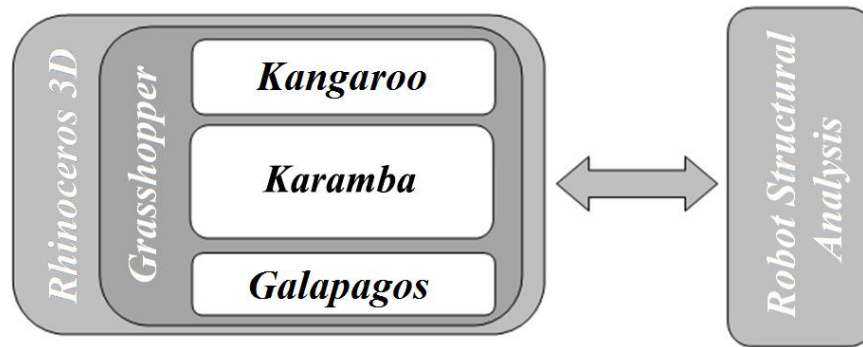 Rhinoceros 3D
Grasshopper
Kangaroo
Karamba
Galapagos
Robot Structural
Analysis